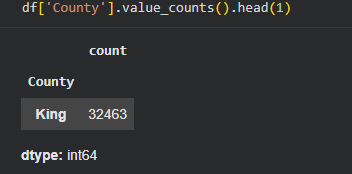 df['County'].value_counts().head(1)
count
County
King 32463
dtype: int64